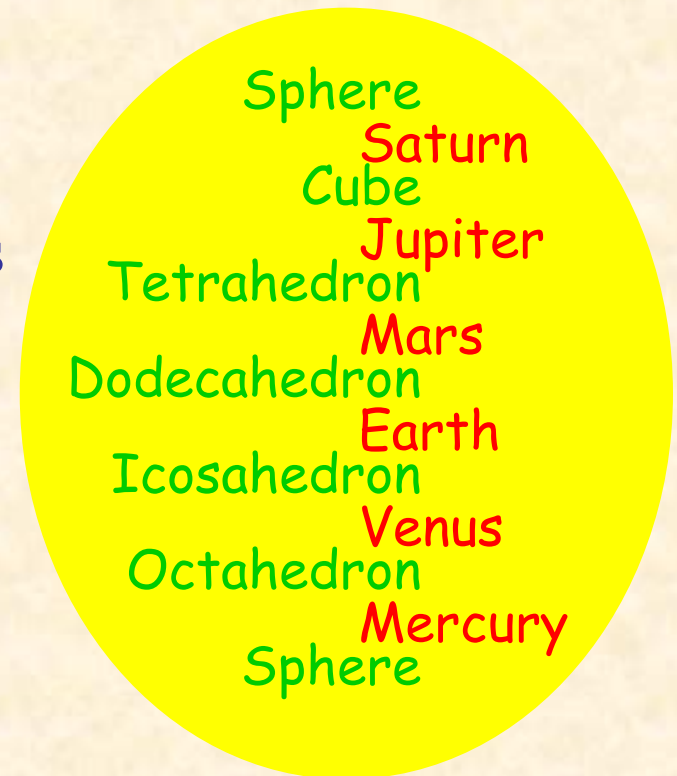 Sphere
Saturn
Cube
Jupiter
Tetrahedron
Mars
Dodecahedron
Earth
Icosahedron
Venus
Octahedron
Mercury
Sphere